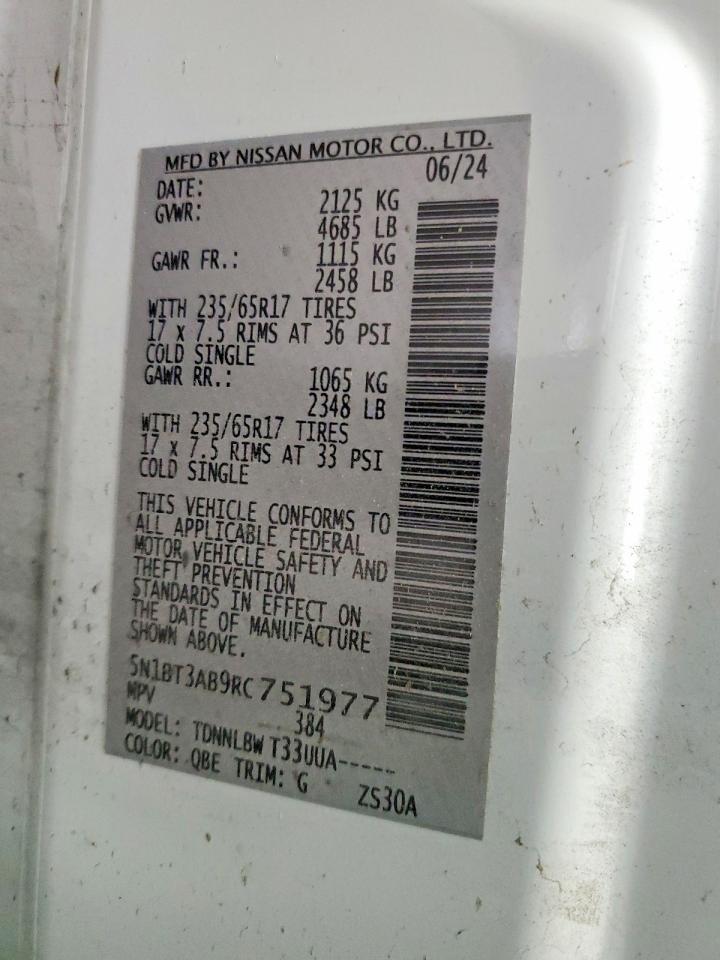 MFD BY NISSAN MOTOR CO., LTD.
DATE: 06/24
GVWR: 2125 KG
4685 LB
GAWR FR.: 1115 KG
2458 LB
WITH 235/65R17 TIRES
17 x 7.5 RIMS AT 36 PSI
COLD SINGLE
GAWR RR.: 1065 KG
2348 LB
WITH 235/65R17 TIRES
17 x 7.5 RIMS AT 33 PSI
COLD SINGLE
THIS VEHICLE CONFORMS TO
ALL APPLICABLE FEDERAL
MOTOR VEHICLE SAFETY AND
THEFT PREVENTION
STANDARDS IN EFFECT ON
THE DATE OF MANUFACTURE
SHOWN ABOVE.
5N1BT3AB9RC751977
MPV 384
MODEL: TDNNLBW T33UUA-----
COLOR: QBE TRIM: G ZS30A